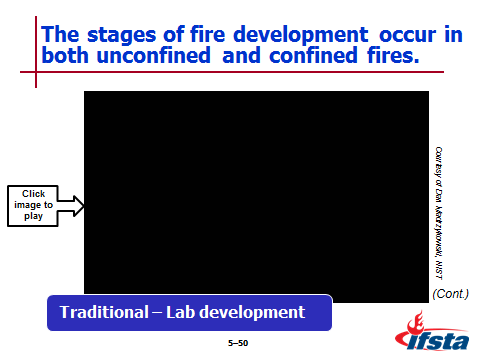 The stages of fire development occur in
both unconfined and confined fires.
Click
image to
play
Courtesy of Dan Madrzykowski, NIST
(Cont.)
Traditional – Lab development
5–50
ifsta